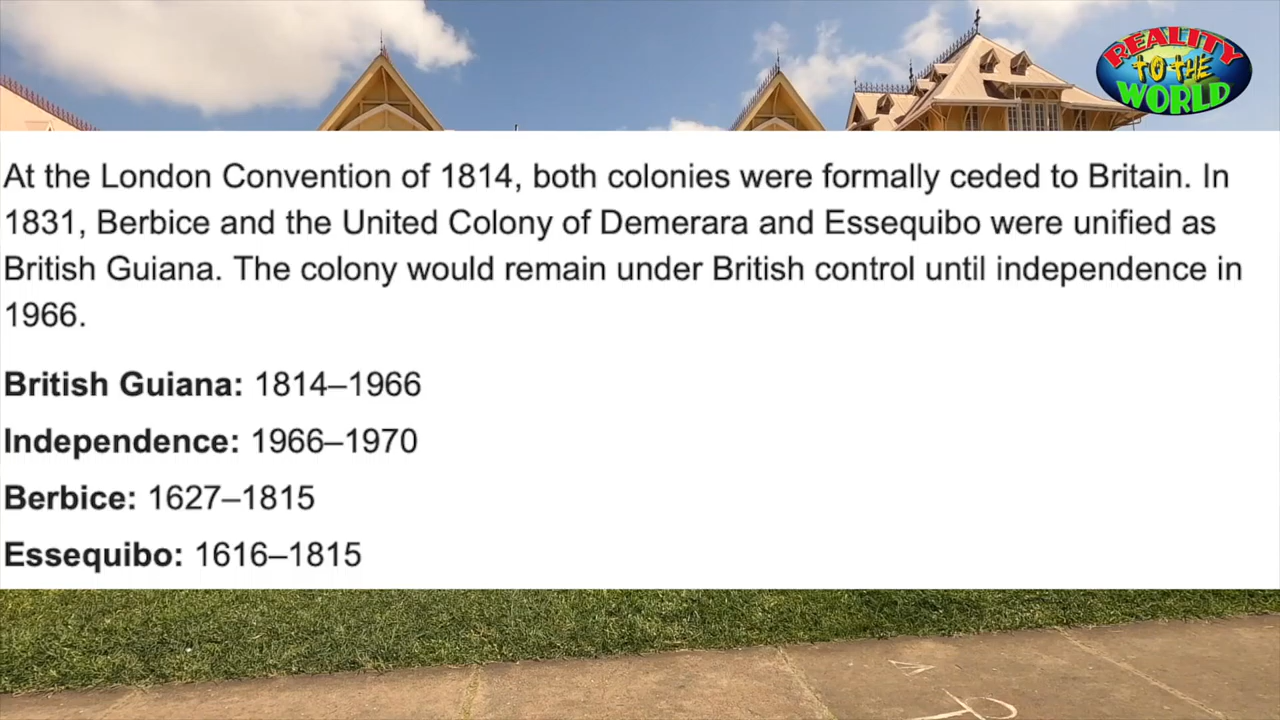 REALITY
TO THE
WORLD
At the London Convention of 1814, both colonies were formally ceded to Britain. In
1831, Berbice and the United Colony of Demerara and Essequibo were unified as
British Guiana. The colony would remain under British control until independence in
1966.
British Guiana: 1814–1966
Independence: 1966–1970
Berbice: 1627–1815
Essequibo: 1616–1815